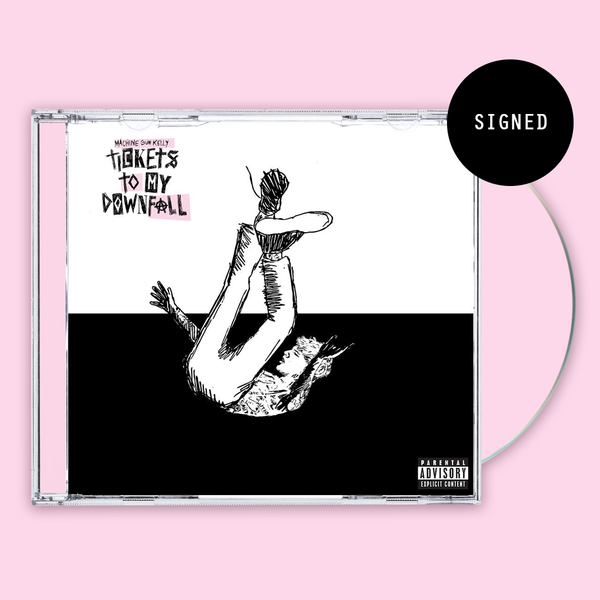 MACHINE GUN KELLY
TICKETS
TO MY
DOWNFALL
SIGNED
PARENTAL
ADVISORY
EXPLICIT CONTENT